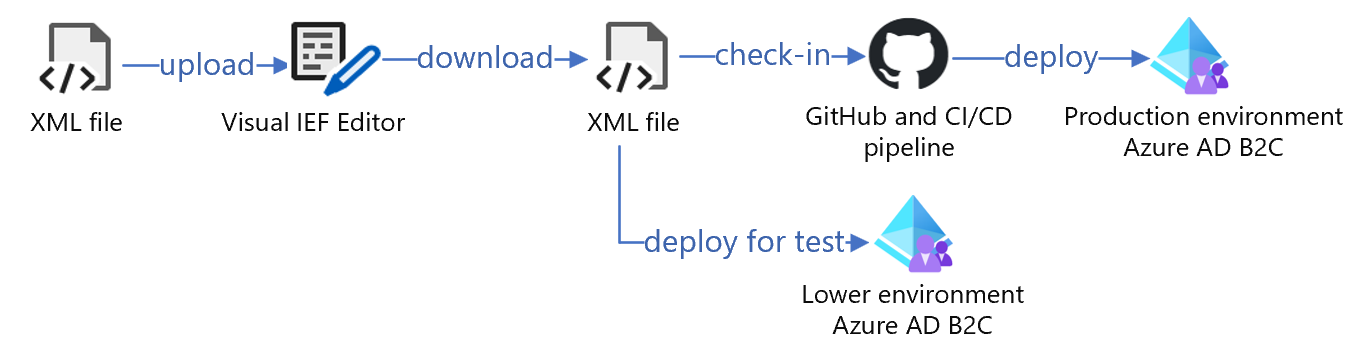 upload
download
check-in
deploy
XML file
Visual IEF Editor
XML file
GitHub and CI/CD
pipeline
Production environment
Azure AD B2C
deploy for test
Lower environment
Azure AD B2C